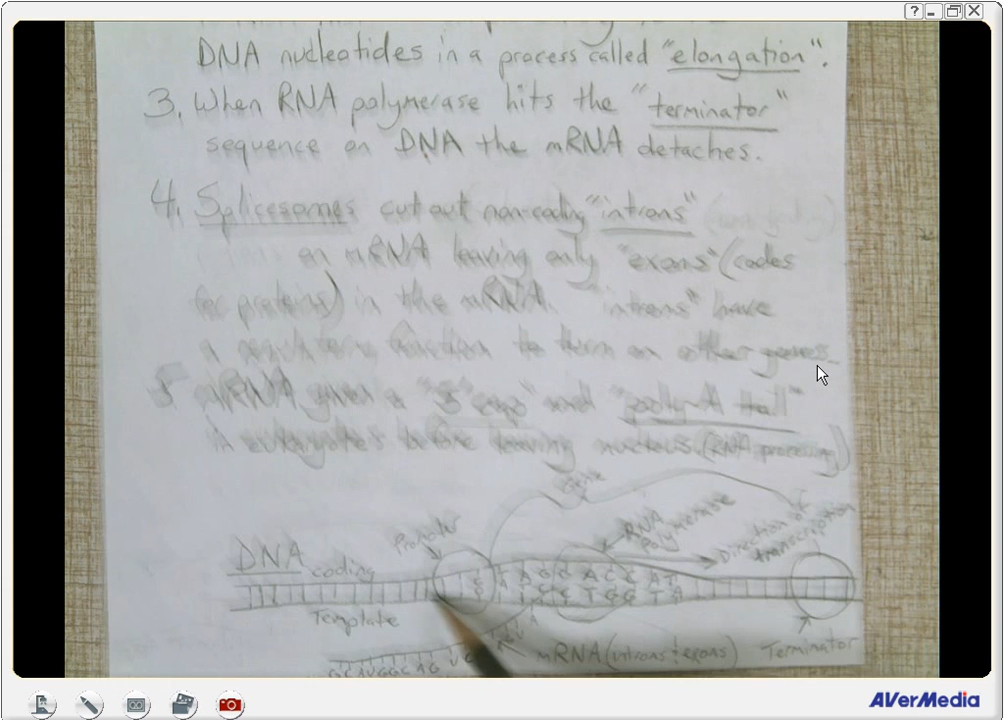 DNA nucleotides in a process called "elongation".
3. When RNA polymerase hits the "terminator"
sequence on DNA the mRNA detaches.
4. Splicesomes cut out non-coding "introns"
on mRNA leaving only "exons" (codes
for proteins) in the mRNA. "introns" have
a function to turn on other genes.
5 mRNA given a "5' cap" and "poly-A tail"
in eukaryotes before leaving nucleus (RNA processing)
Promoter
RNA Polymerase
Direction of transcription
DNA coding
A G C A C C A T
T G G T A
Template
mRNA (introns & exons)
Terminator
GCAUGGCAG U
AVerMedia